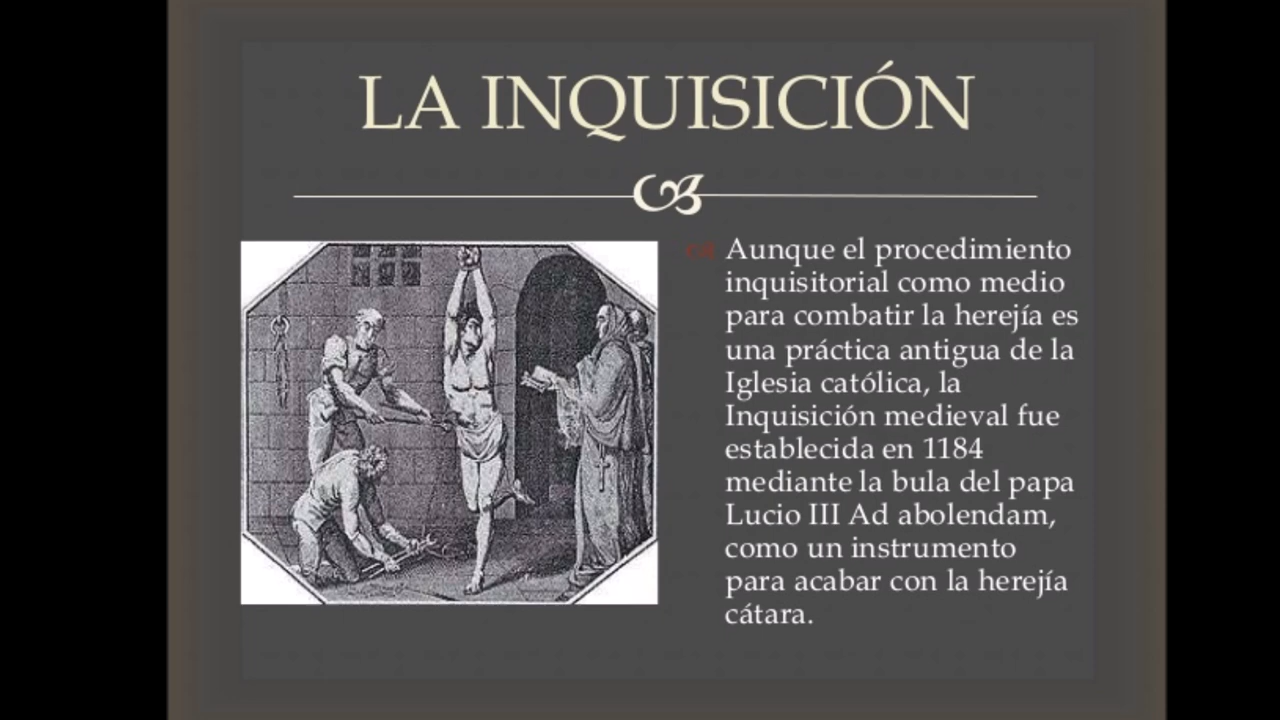 LA INQUISICIÓN
Aunque el procedimiento
inquisitorial como medio
para combatir la herejía es
una práctica antigua de la
Iglesia católica, la
Inquisición medieval fue
establecida en 1184
mediante la bula del papa
Lucio III Ad abolendam,
como un instrumento
para acabar con la herejía
cátara.